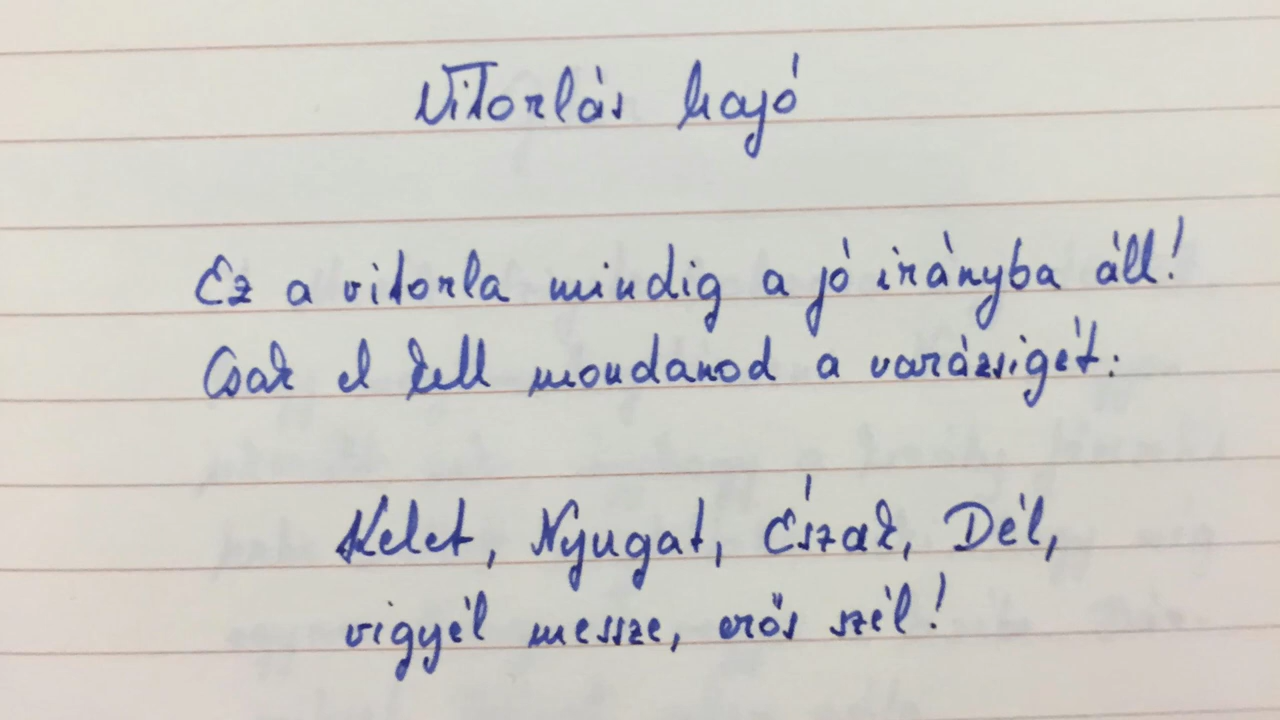 Vitorlás hajó
Ez a vitorla mindig a jó irányba áll!
Csak el kell mondanod a varázsigét:
Kelet, Nyugat, Észak, Dél,
vigyél messze, erős szél!